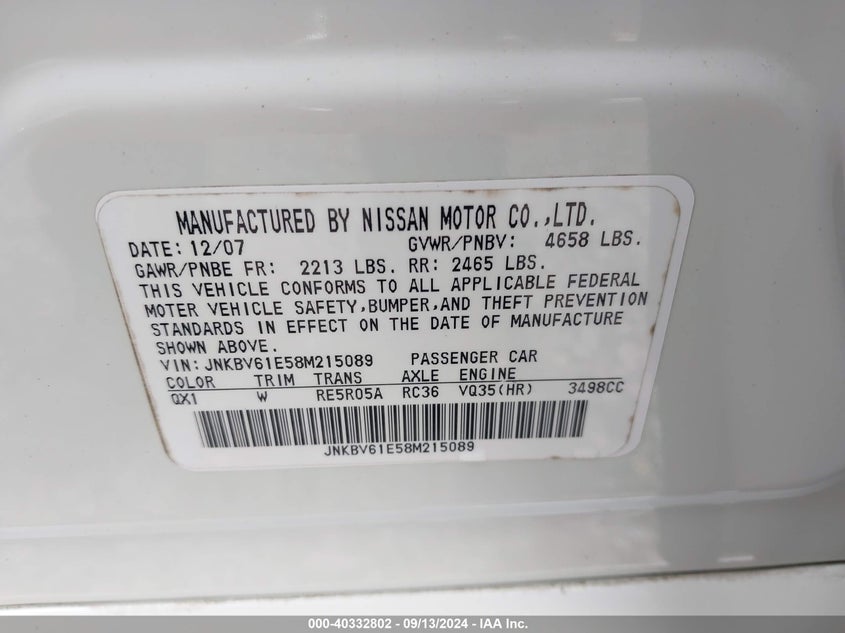 MANUFACTURED BY NISSAN MOTOR CO.,LTD.
DATE: 12/07 GVWR/PNBV: 4658 LBS.
GAWR/PNBE FR: 2213 LBS. RR: 2465 LBS.
THIS VEHICLE CONFORMS TO ALL APPLICABLE FEDERAL
MOTOR VEHICLE SAFETY,BUMPER,AND THEFT PREVENTION
STANDARDS IN EFFECT ON THE DATE OF MANUFACTURE
SHOWN ABOVE.
VIN: JNKBV61E58M215089 PASSENGER CAR
COLOR TRIM TRANS AXLE ENGINE
QX1 W RE5R05A RC36 VQ35(HR) 3498CC
JNKBV61E58M215089
000-40332802 - 09/13/2024 - IAA Inc.